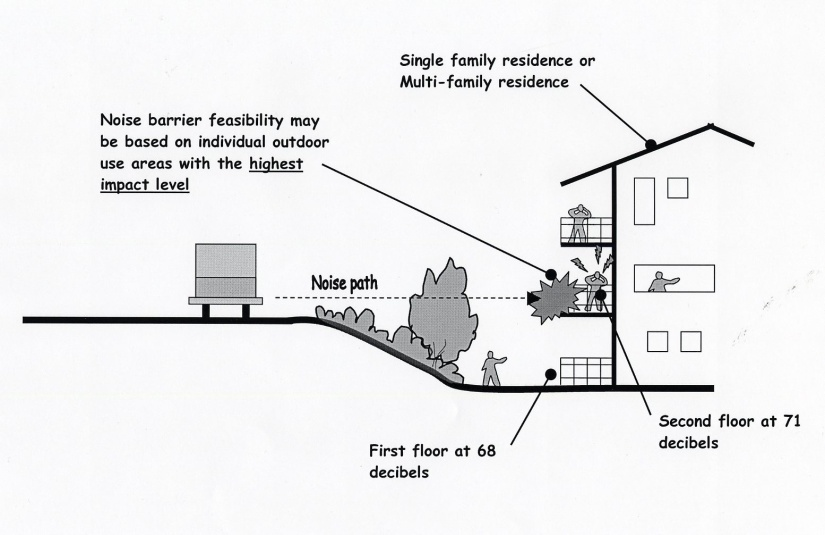 Single family residence or
Multi-family residence
Noise barrier feasibility may
be based on individual outdoor
use areas with the highest
impact level
Noise path
Second floor at 71
decibels
First floor at 68
decibels